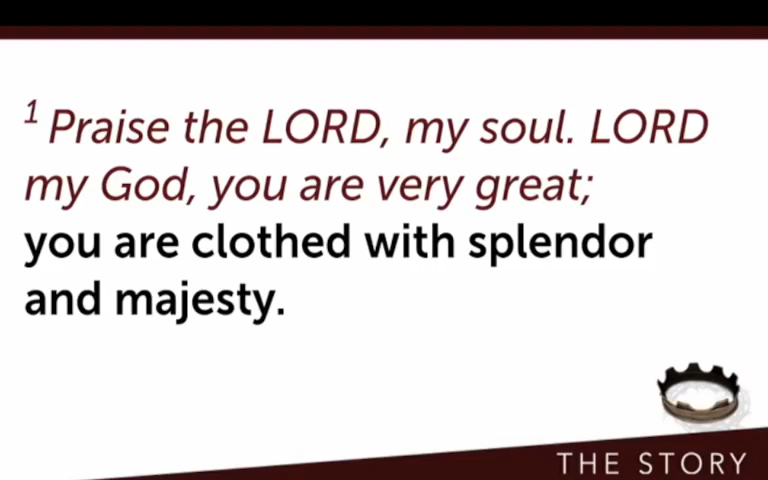 1 Praise the LORD, my soul. LORD
my God, you are very great;
you are clothed with splendor
and majesty.
THE STORY